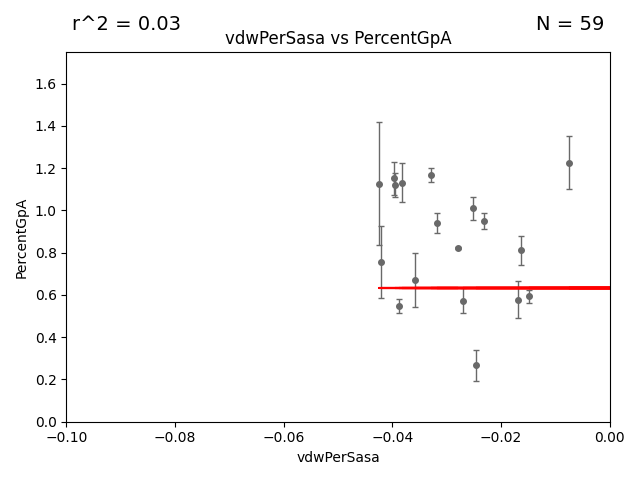 r^2 = 0.03
N = 59
vdwPerSasa vs PercentGpA
PercentGpA
1.6
1.4
1.2
1.0
0.8
0.6
0.4
0.2
0.0
−0.10 −0.08 −0.06 −0.04 −0.02 0.00
vdwPerSasa